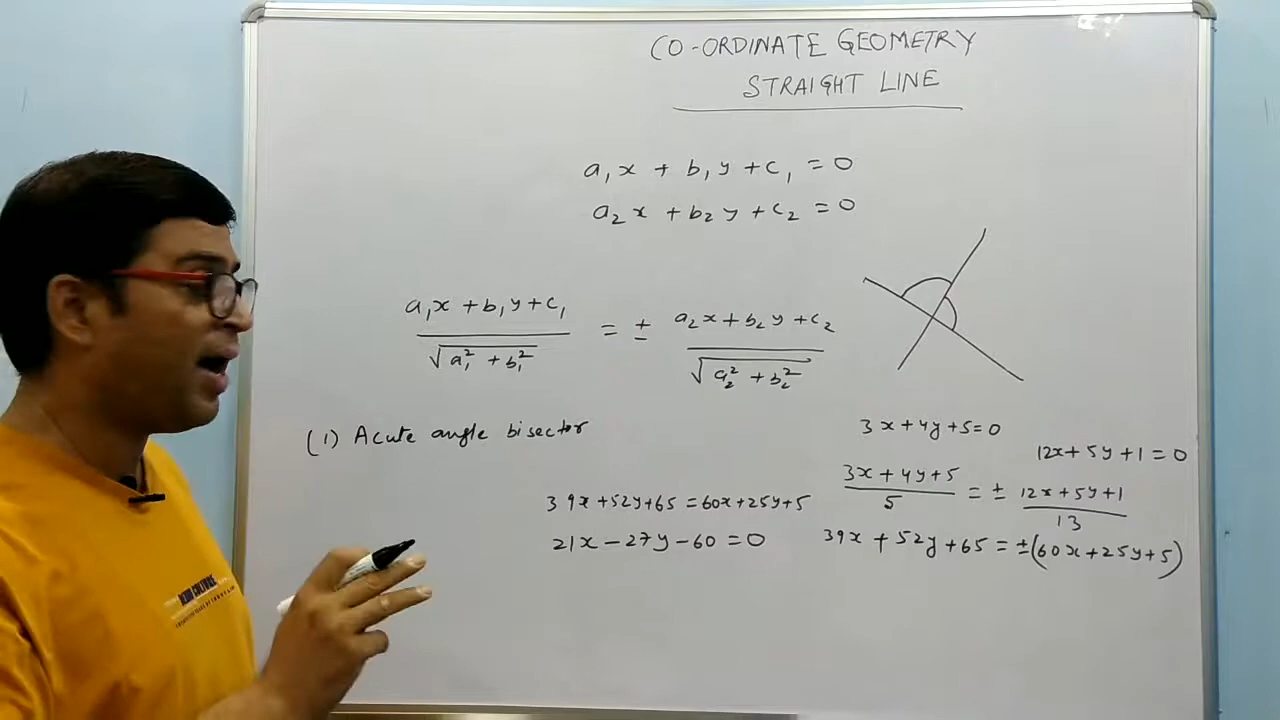 CO-ORDINATE GEOMETRY
STRAIGHT LINE
a₁x + b₁y + c₁ = 0
a₂x + b₂y + c₂ = 0
a₁x + b₁y + c₁ / √a₁² + b₁² = ± a₂x + b₂y + c₂ / √a₂² + b₂²
(1) Acute angle bisector
3x + 4y + 5 = 0
12x + 5y + 1 = 0
3x + 4y + 5 / 5 = ± 12x + 5y + 1 / 13
39x + 52y + 65 = ±(60x + 25y + 5)
39x + 52y + 65 = 60x + 25y + 5
21x − 27y − 60 = 0